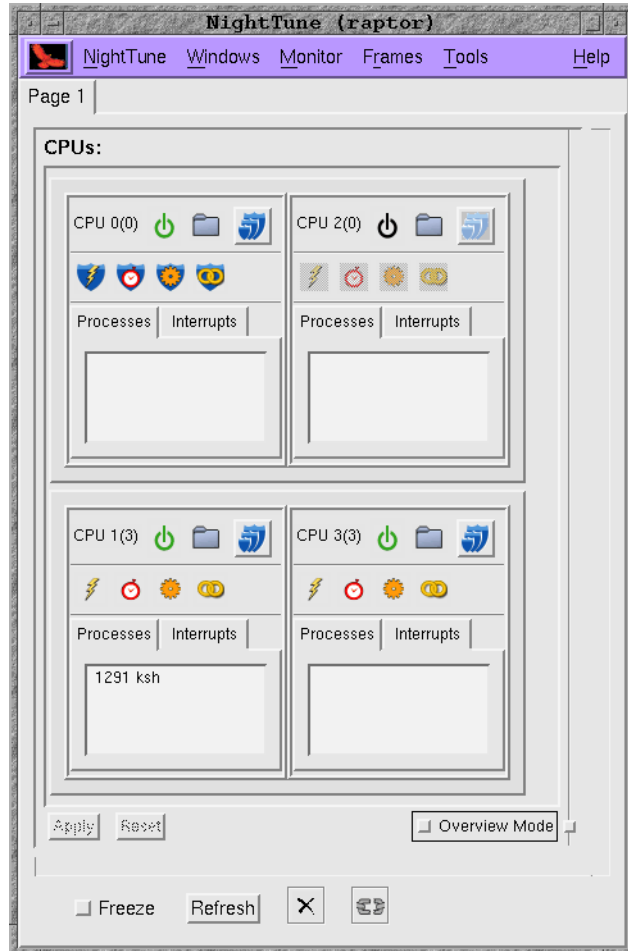 NightTune (raptor)
NightTune Windows Monitor Frames Tools Help
Page 1
CPUs:
CPU 0(0)
CPU 2(0)
Processes Interrupts
Processes Interrupts
CPU 1(3)
CPU 3(3)
Processes Interrupts
Processes Interrupts
1291 ksh
Apply Reset Overview Mode
Freeze Refresh